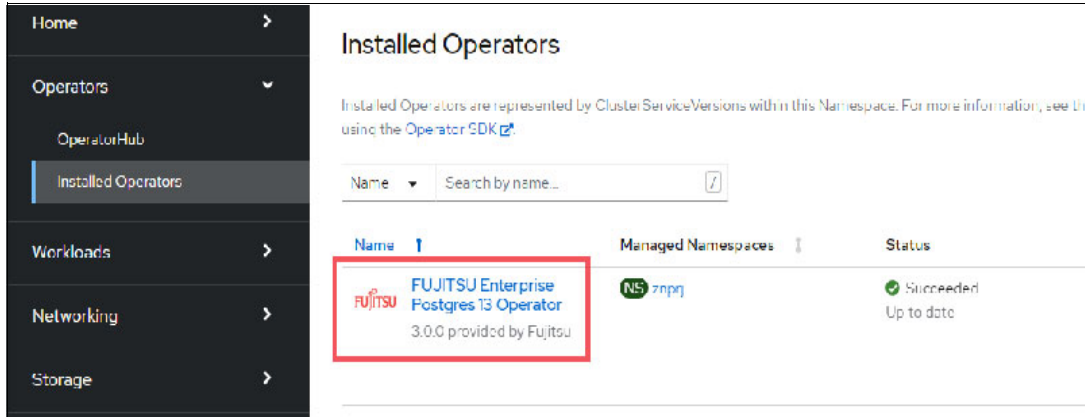 Home
Operators
OperatorHub
Installed Operators
Workloads
Networking
Storage
Installed Operators
Installed Operators are represented by ClusterServiceVersions within this Namespace. For more information, see th
using the Operator SDK
Name Search by name... /
Name Managed Namespaces Status
FUJITSU FUJITSU Enterprise Postgres 13 Operator
3.0.0 provided by Fujitsu
NS znprj
Succeeded
Up to date